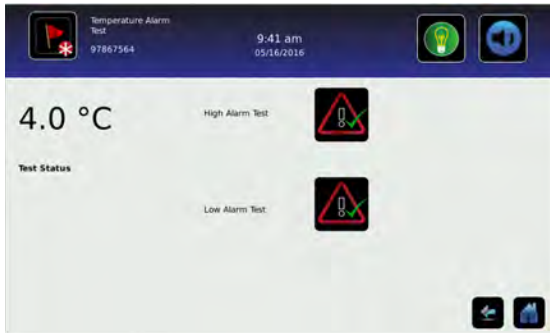 Temperature Alarm
Test
97867564
9:41 am
05/16/2016
4.0 °C
High Alarm Test
Test Status
Low Alarm Test